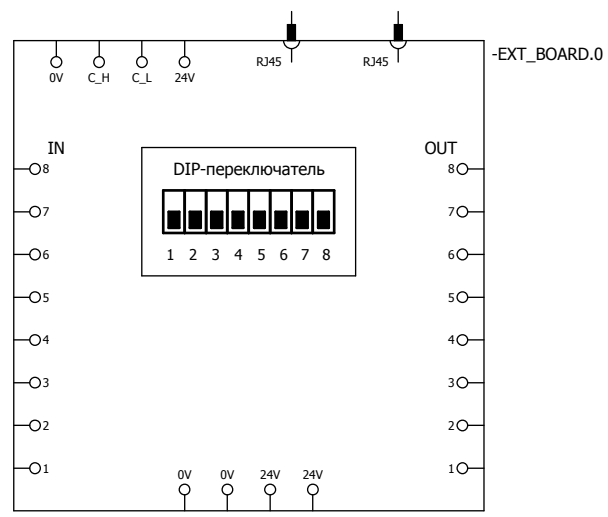 RJ45 RJ45 -EXT_BOARD.0
0V C_H C_L 24V
IN OUT
DIP-переключатель
8 8
7 7
1 2 3 4 5 6 7 8
6 6
5 5
4 4
3 3
2 2
1 1
0V 0V 24V 24V